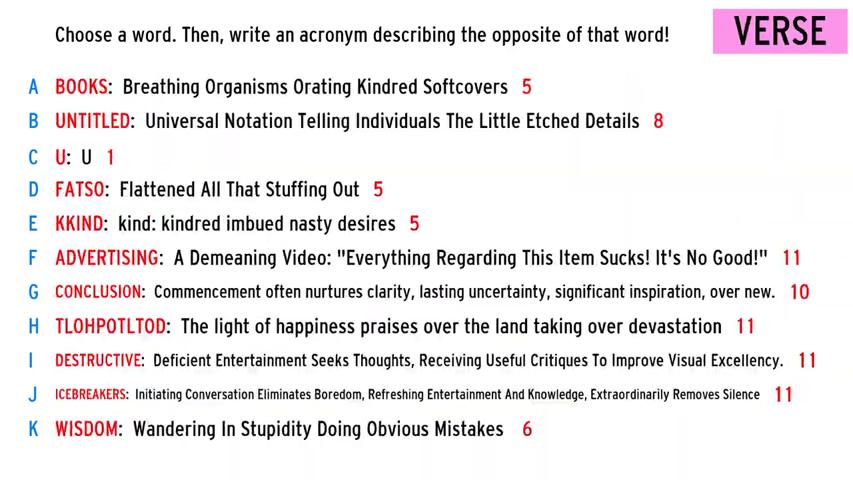 Choose a word. Then, write an acronym describing the opposite of that word!
VERSE
A BOOKS: Breathing Organisms Orating Kindred Softcovers 5
B UNTITLED: Universal Notation Telling Individuals The Little Etched Details 8
C U: U 1
D FATSO: Flattened All That Stuffing Out 5
E KKIND: kind: kindred imbued nasty desires 5
F ADVERTISING: A Demeaning Video: "Everything Regarding This Item Sucks! It's No Good!" 11
G CONCLUSION: Commencement often nurtures clarity, lasting uncertainty, significant inspiration, over new. 10
H TLOHPOTLTOD: The light of happiness praises over the land taking over devastation 11
I DESTRUCTIVE: Deficient Entertainment Seeks Thoughts, Receiving Useful Critiques To Improve Visual Excellency. 11
J ICEBREAKERS: Initiating Conversation Eliminates Boredom, Refreshing Entertainment And Knowledge, Extraordinarily Removes Silence 11
K WISDOM: Wandering In Stupidity Doing Obvious Mistakes 6